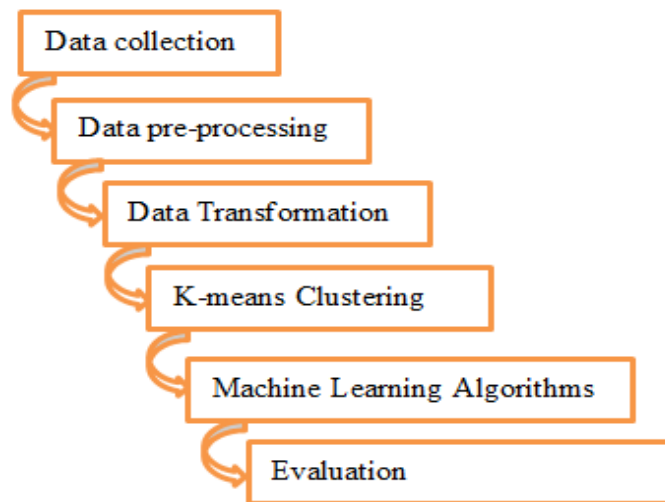 Data collection
Data pre-processing
Data Transformation
K-means Clustering
Machine Learning Algorithms
Evaluation